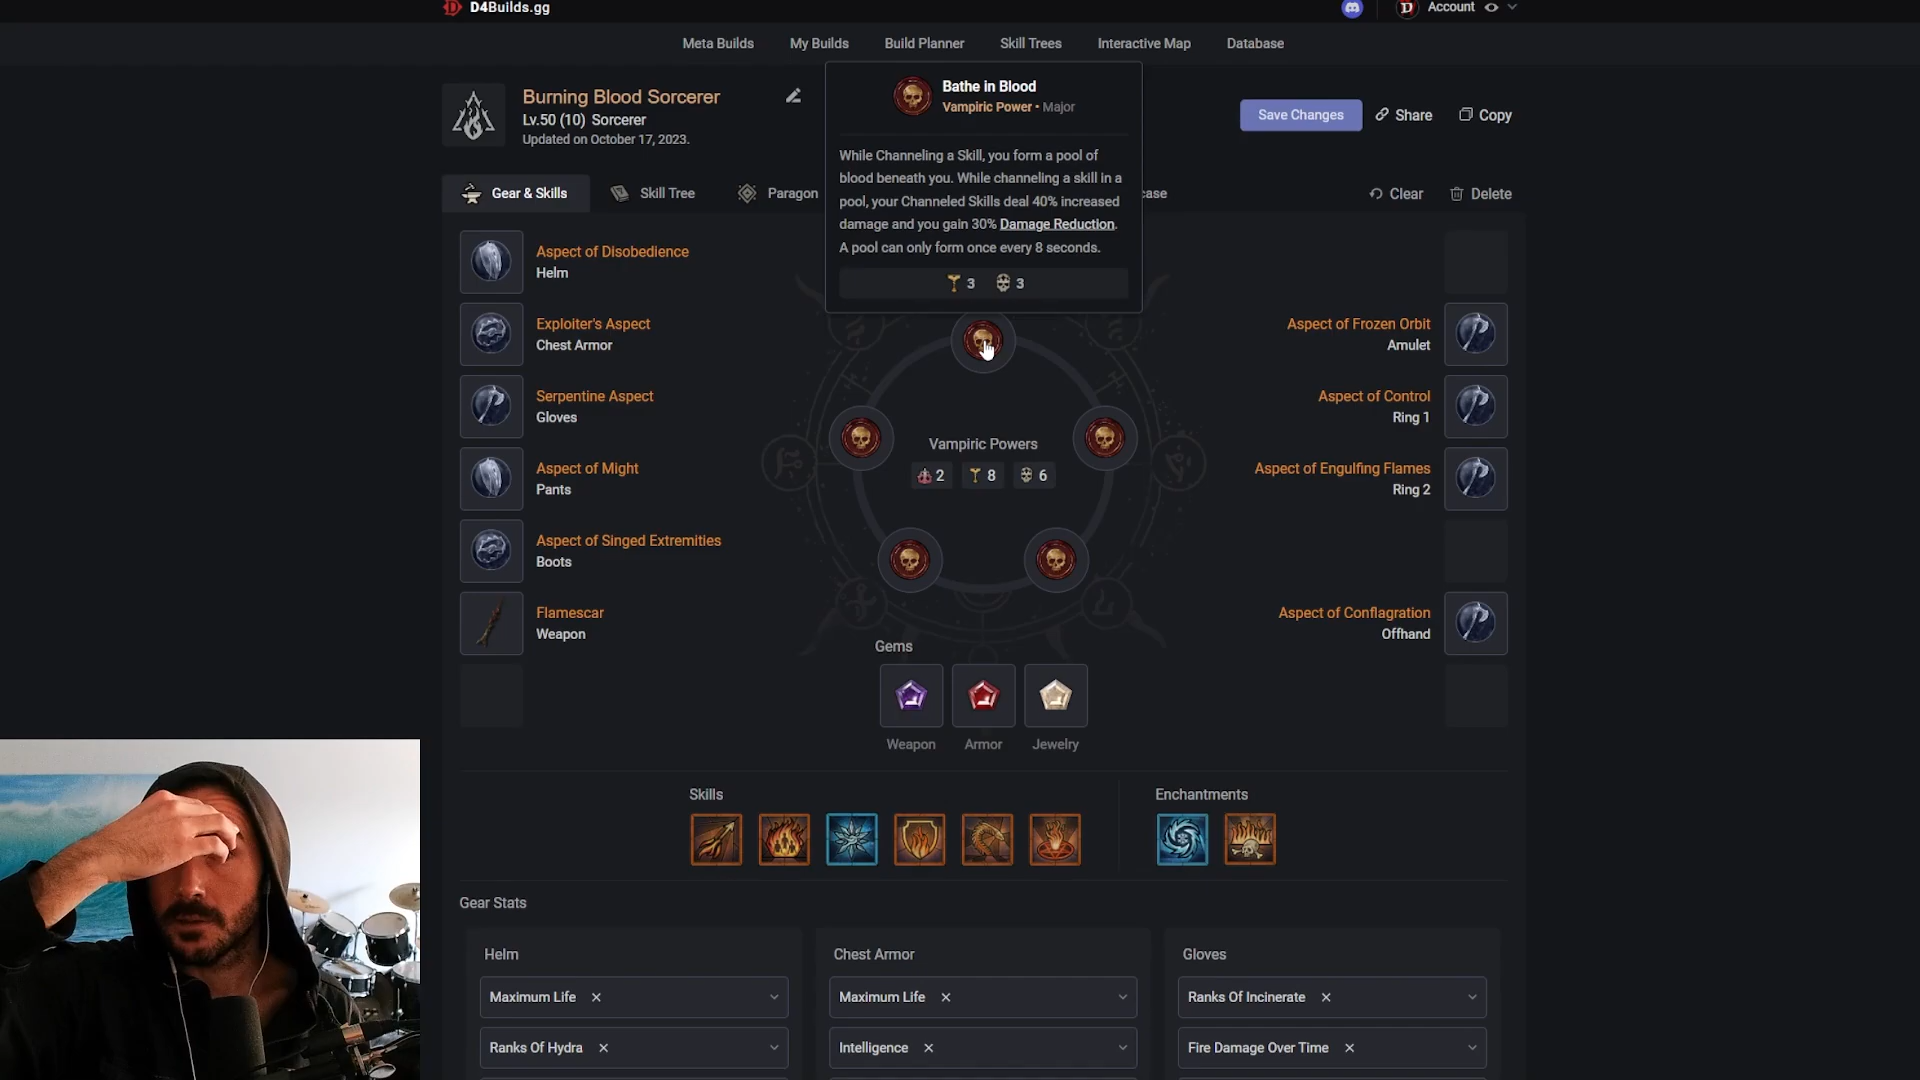 D4Builds.gg
Account
Meta Builds
My Builds
Build Planner
Skill Trees
Interactive Map
Database
Burning Blood Sorcerer
Lv.50 (10) Sorcerer
Updated on October 17, 2023.
Save Changes
Share
Copy
Bathe in Blood
Vampiric Power • Major
While Channeling a Skill, you form a pool of
blood beneath you. While channeling a skill in a
pool, your Channeled Skills deal 40% increased
damage and you gain 30% Damage Reduction.
A pool can only form once every 8 seconds.
3
3
Gear & Skills
Skill Tree
Paragon
case
Clear
Delete
Aspect of Disobedience
Helm
Exploiter's Aspect
Chest Armor
Serpentine Aspect
Gloves
Aspect of Might
Pants
Aspect of Singed Extremities
Boots
Flamescar
Weapon
Vampiric Powers
2
8
6
Aspect of Frozen Orbit
Amulet
Aspect of Control
Ring 1
Aspect of Engulfing Flames
Ring 2
Aspect of Conflagration
Offhand
Gems
Weapon
Armor
Jewelry
Skills
Enchantments
Gear Stats
Helm
Maximum Life
Ranks Of Hydra
Chest Armor
Maximum Life
Intelligence
Gloves
Ranks Of Incinerate
Fire Damage Over Time